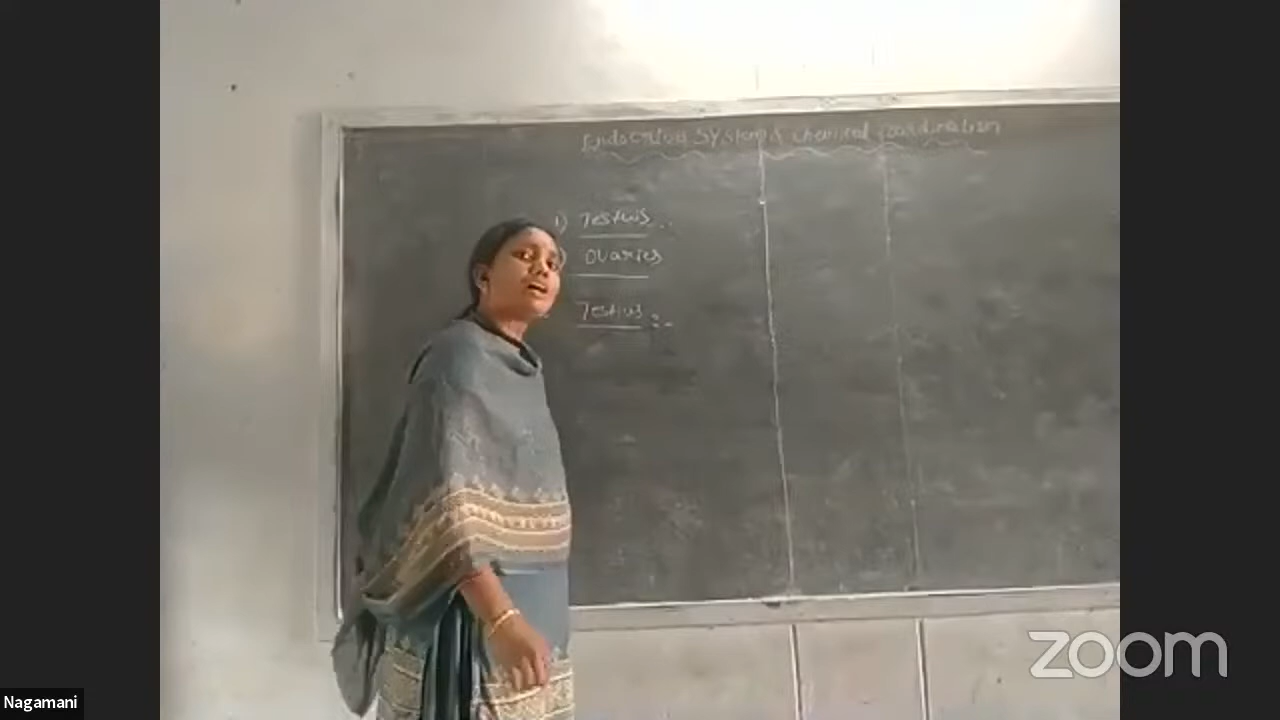 Endocrine System & Chemical Coordination
1) Testis
) Ovaries
Testis :-
zoom
Nagamani